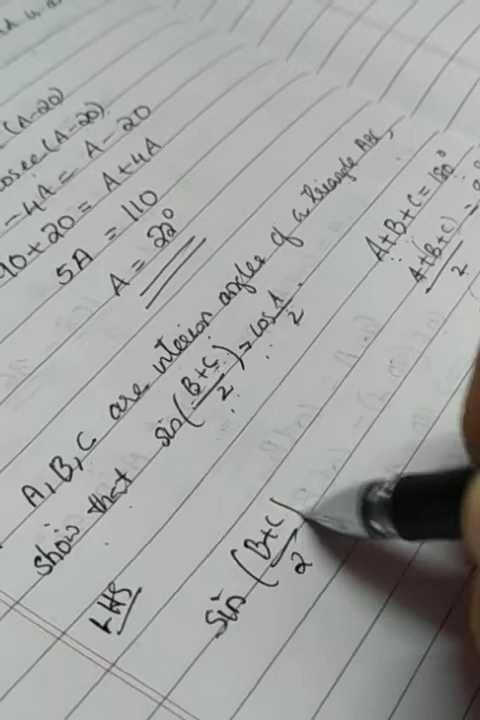 (A-20)
cosec(A-20)
- 4A = A - 20
90+20 = A+4A
5A = 110
A = 22°
A, B, C are interior angles of a triangle ABC,
show that sin(B+C/2) = cos A/2.
A+B+C = 180°
(A+B+C)/2 =
LHS
sin (B+C/2)